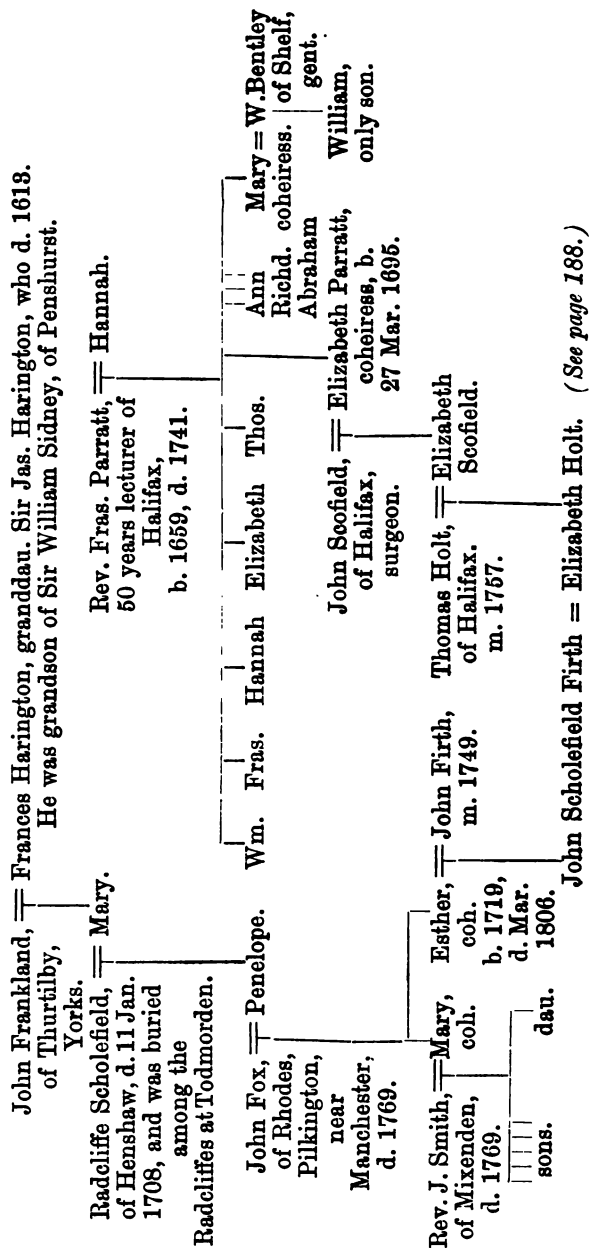 John Frankland, = Frances Harington, granddau. Sir Jas. Harington, who d. 1613.
of Thurtilby,
Yorks.
He was grandson of Sir William Sidney, of Penshurst.
Radcliffe Scholefield, = Mary.
of Henshaw, d. 11 Jan.
1708, and was buried
among the
Radcliffes at Todmorden.
Rev. Fras. Parratt, = Hannah.
50 years lecturer of
Halifax,
b. 1659, d. 1741.
John Fox, = Penelope.
of Rhodes,
Pilkington,
near
Manchester,
d. 1769.
Wm. Fras. Hannah Elizabeth Thos.
Ann
Richd.
Abraham
Mary = W. Bentley
coheiress.
of Shelf,
gent.
William,
only son.
John Scofield, = Elizabeth Parratt,
of Halifax,
surgeon.
coheiress, b.
27 Mar. 1695.
Rev. J. Smith, = Mary,
of Mixenden,
d. 1769.
coh.
Esther, = John Firth,
coh.
b. 1719,
d. Mar.
1806.
m. 1749.
Thomas Holt, = Elizabeth
of Halifax.
m. 1757.
Scofield.
sons. dau.
John Scholefield Firth = Elizabeth Holt. (See page 188.)